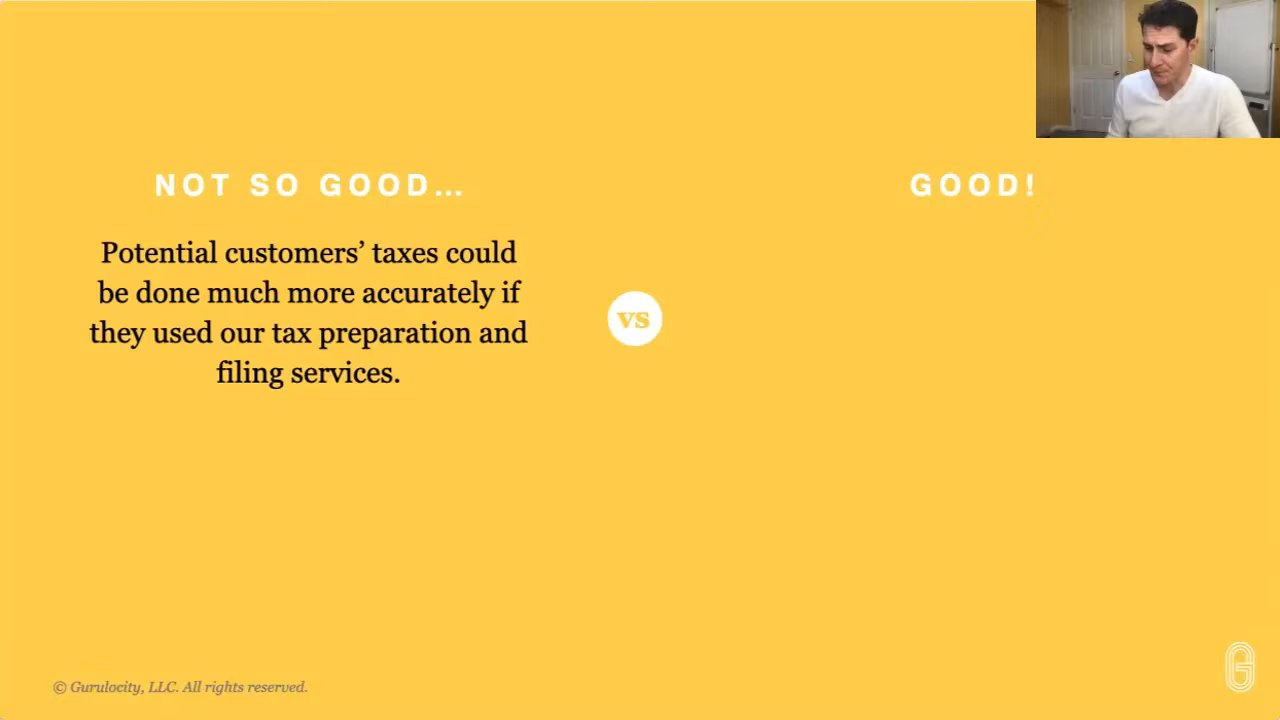 NOT SO GOOD…
Potential customers’ taxes could
be done much more accurately if
they used our tax preparation and
filing services.
vs
GOOD!
© Gurulocity, LLC. All rights reserved.
G